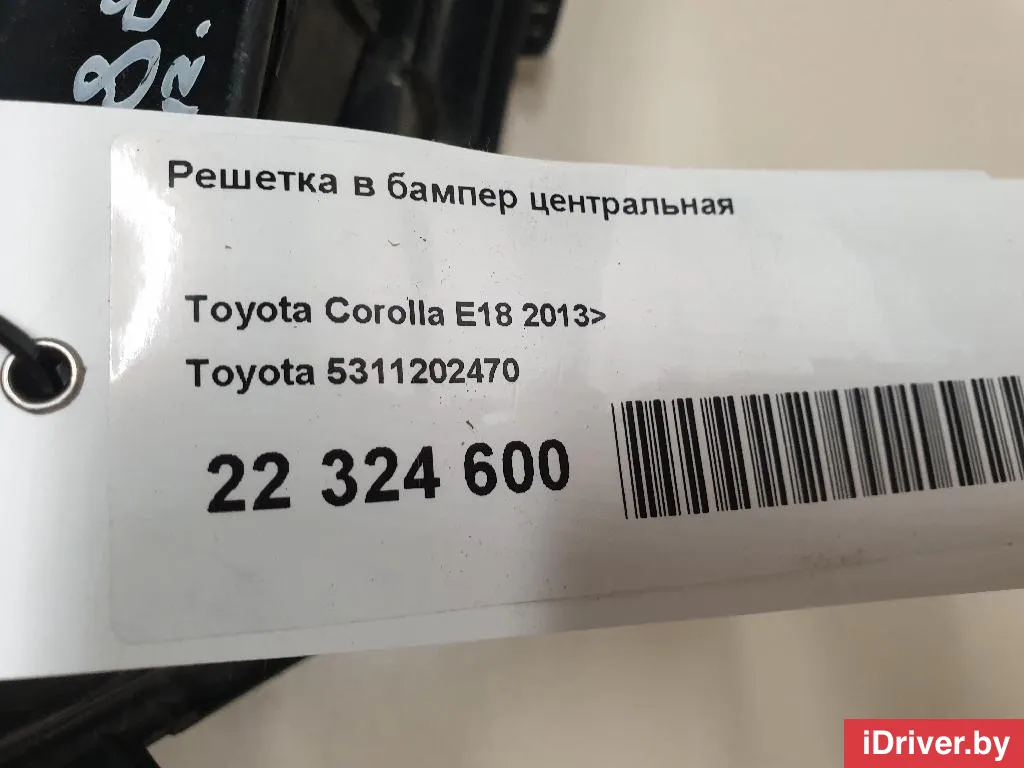 Решетка в бампер центральная
Toyota Corolla E18 2013>
Toyota 5311202470
22 324 600
iDriver.by